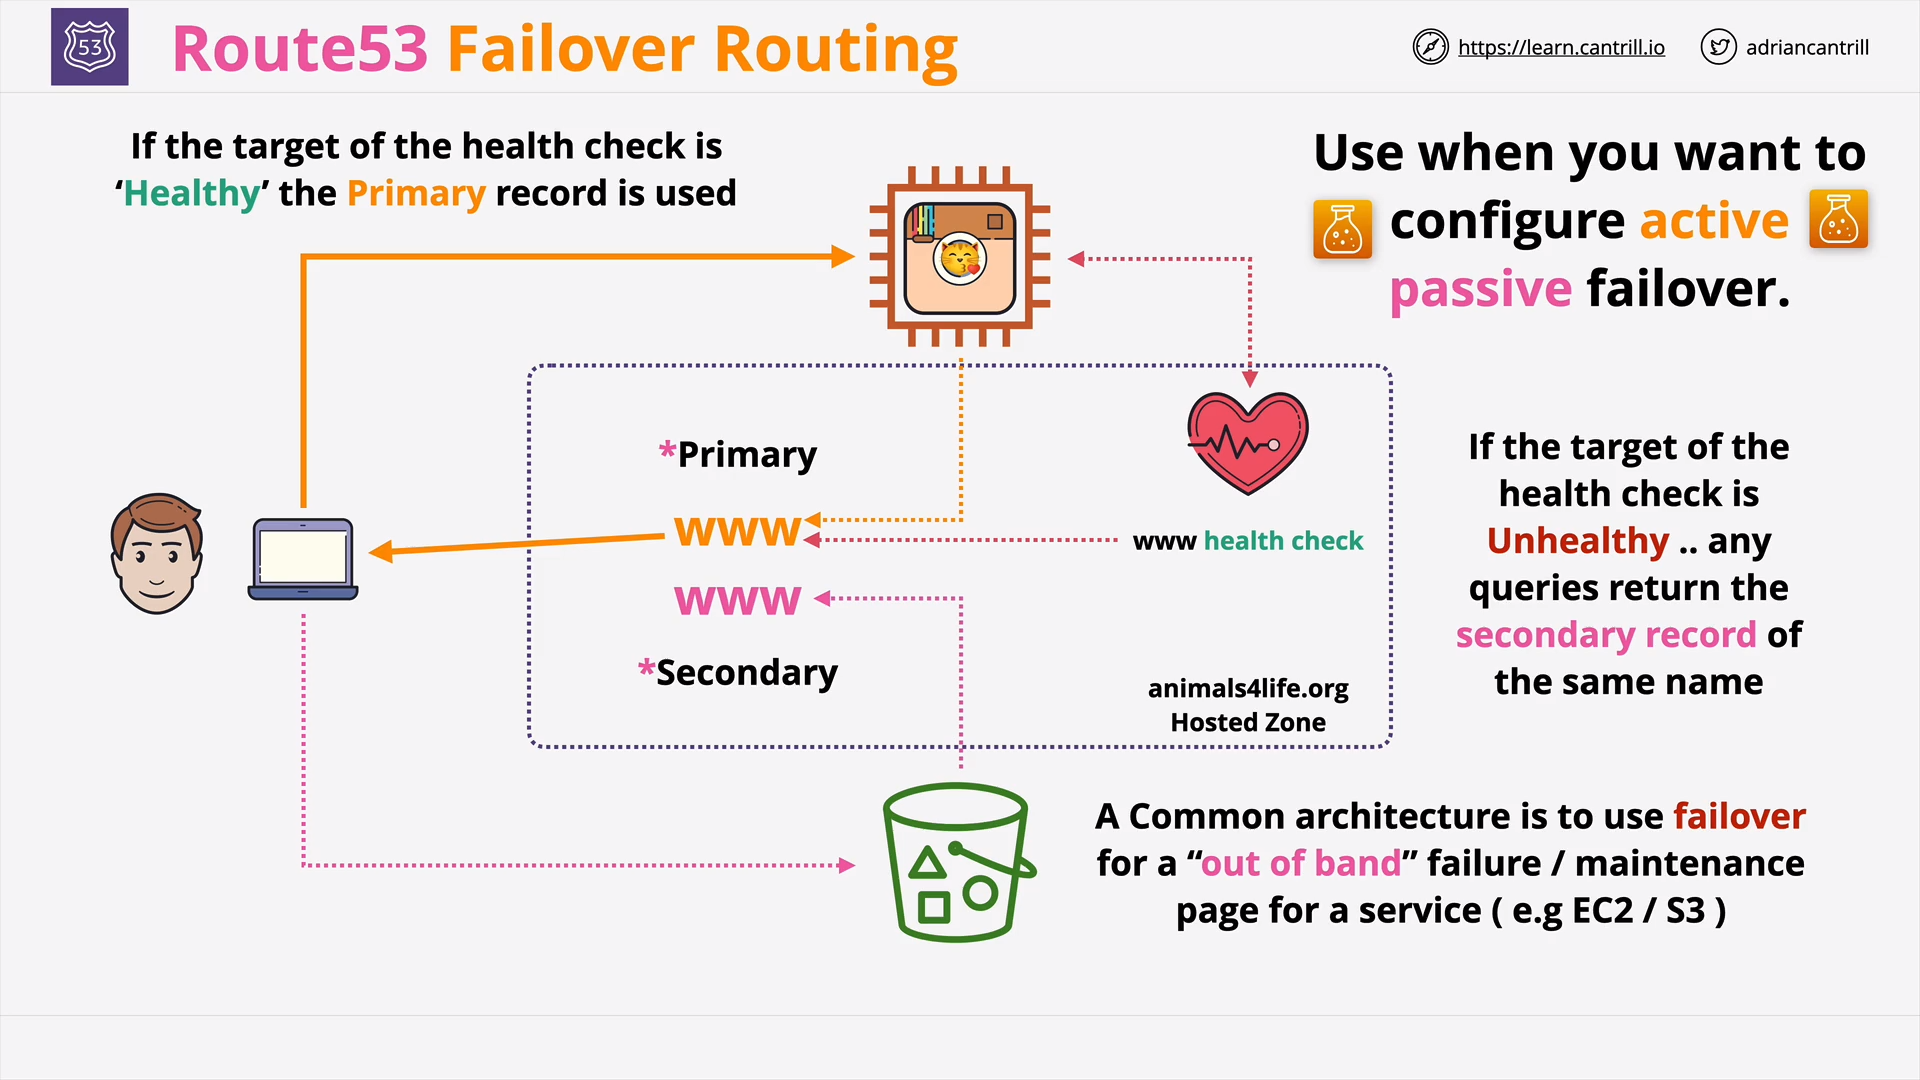 53
Route53 Failover Routing
https://learn.cantrill.io
adriancantrill
If the target of the health check is
‘Healthy’ the Primary record is used
Use when you want to
configure active
passive failover.
*Primary
www
www health check
www
*Secondary
animals4life.org
Hosted Zone
If the target of the
health check is
Unhealthy .. any
queries return the
secondary record of
the same name
A Common architecture is to use failover
for a “out of band” failure / maintenance
page for a service ( e.g EC2 / S3 )